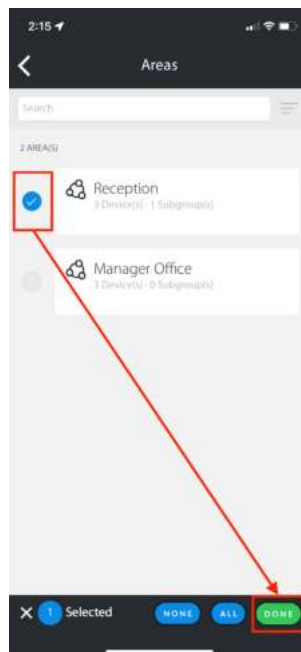 2:15
Areas
Search
2 AREA(S)
Reception
3 Device(s) · 1 Subgroup(s)
Manager Office
3 Device(s) · 0 Subgroup(s)
1 Selected NONE ALL DONE